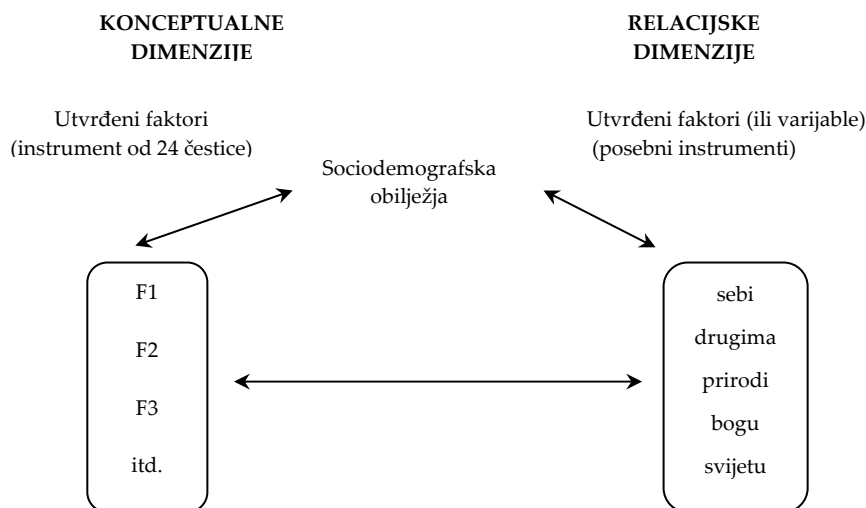 KONCEPTUALNE
DIMENZIJE
RELACIJSKE
DIMENZIJE
Utvrđeni faktori
(instrument od 24 čestice)
Utvrđeni faktori (ili varijable)
(posebni instrumenti)
Sociodemografska
obilježja
F1
F2
F3
itd.
sebi
drugima
prirodi
bogu
svijetu